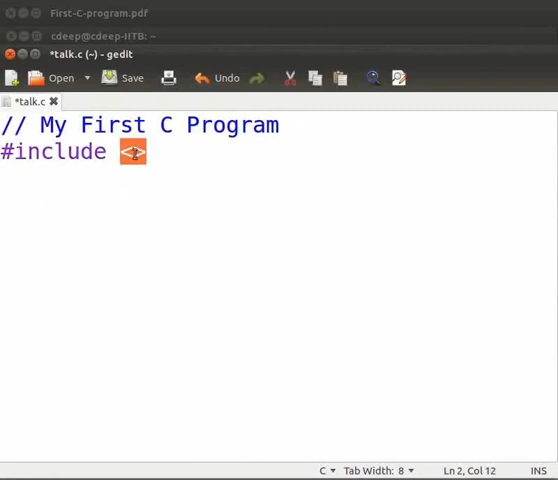 First-C-program.pdf
cdeep@cdeep-IITB: ~
*talk.c (~) - gedit
Open Save Undo
*talk.c
// My First C Program
#include <>
C Tab Width: 8 Ln 2, Col 12 INS